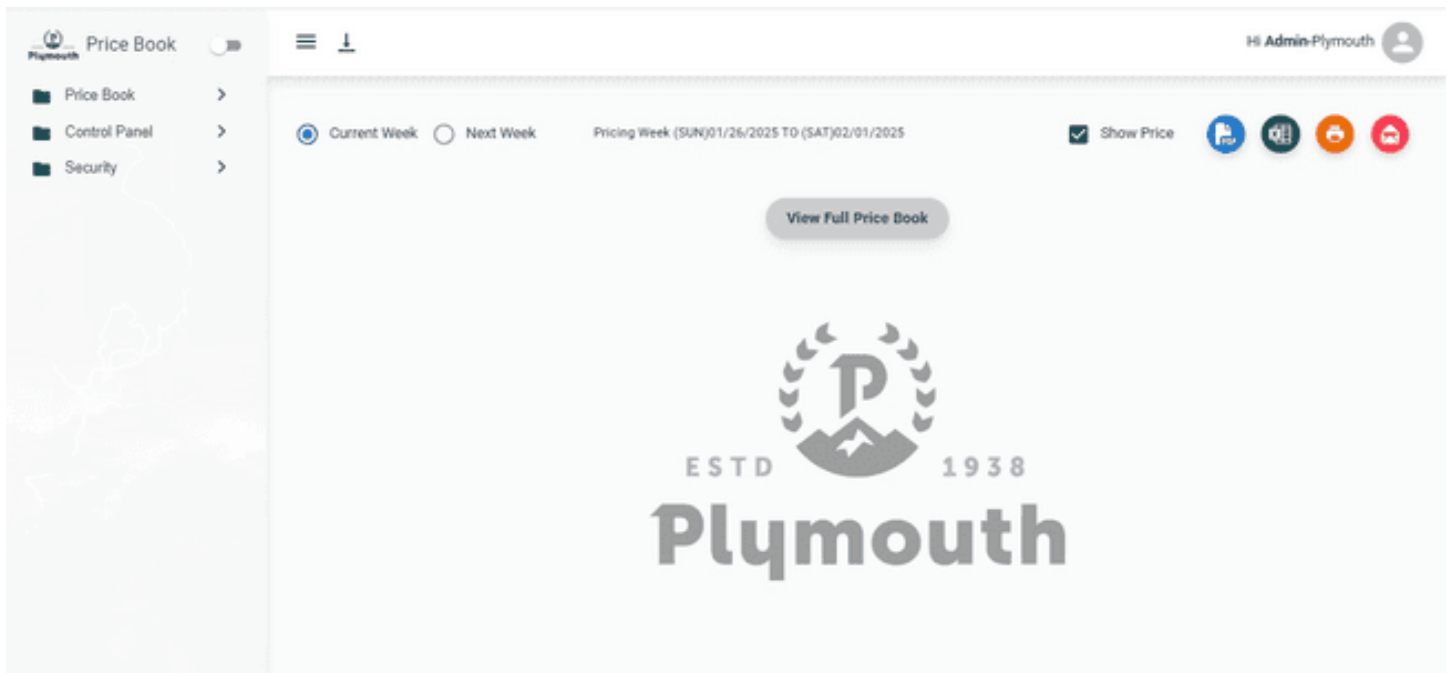 Plymouth
Price Book
Hi Admin-Plymouth
Price Book
Control Panel
Security
Current Week
Next Week
Pricing Week (SUN)01/26/2025 TO (SAT)02/01/2025
Show Price
PDF
View Full Price Book
P
ESTD 1938
Plymouth